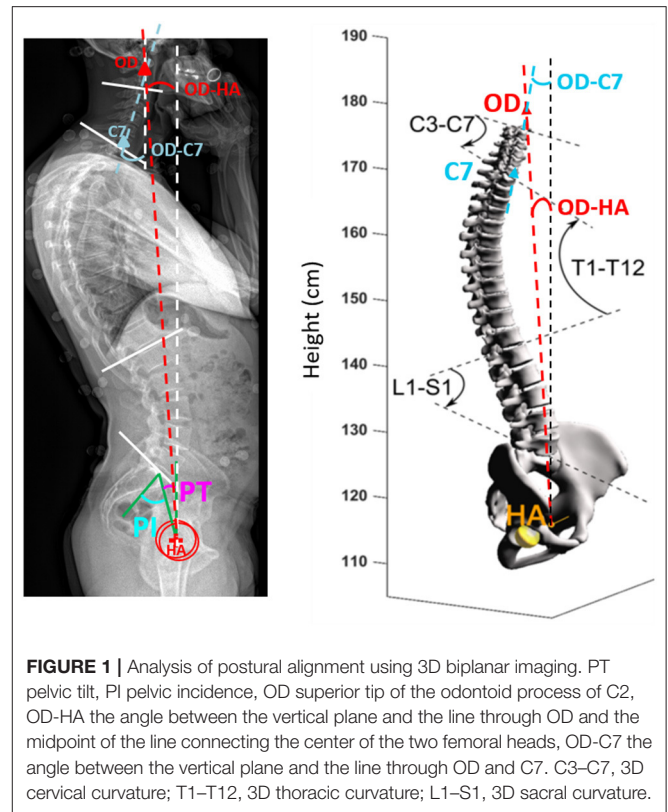 OD
OD-HA
C7
OD-C7
PT
PI
HA
190
180
170
160
150
140
130
120
110
Height (cm)
OD-C7
OD
C3-C7
C7
OD-HA
T1-T12
L1-S1
HA
FIGURE 1 | Analysis of postural alignment using 3D biplanar imaging. PT
pelvic tilt, PI pelvic incidence, OD superior tip of the odontoid process of C2,
OD-HA the angle between the vertical plane and the line through OD and the
midpoint of the line connecting the center of the two femoral heads, OD-C7 the
angle between the vertical plane and the line through OD and C7. C3–C7, 3D
cervical curvature; T1–T12, 3D thoracic curvature; L1–S1, 3D sacral curvature.